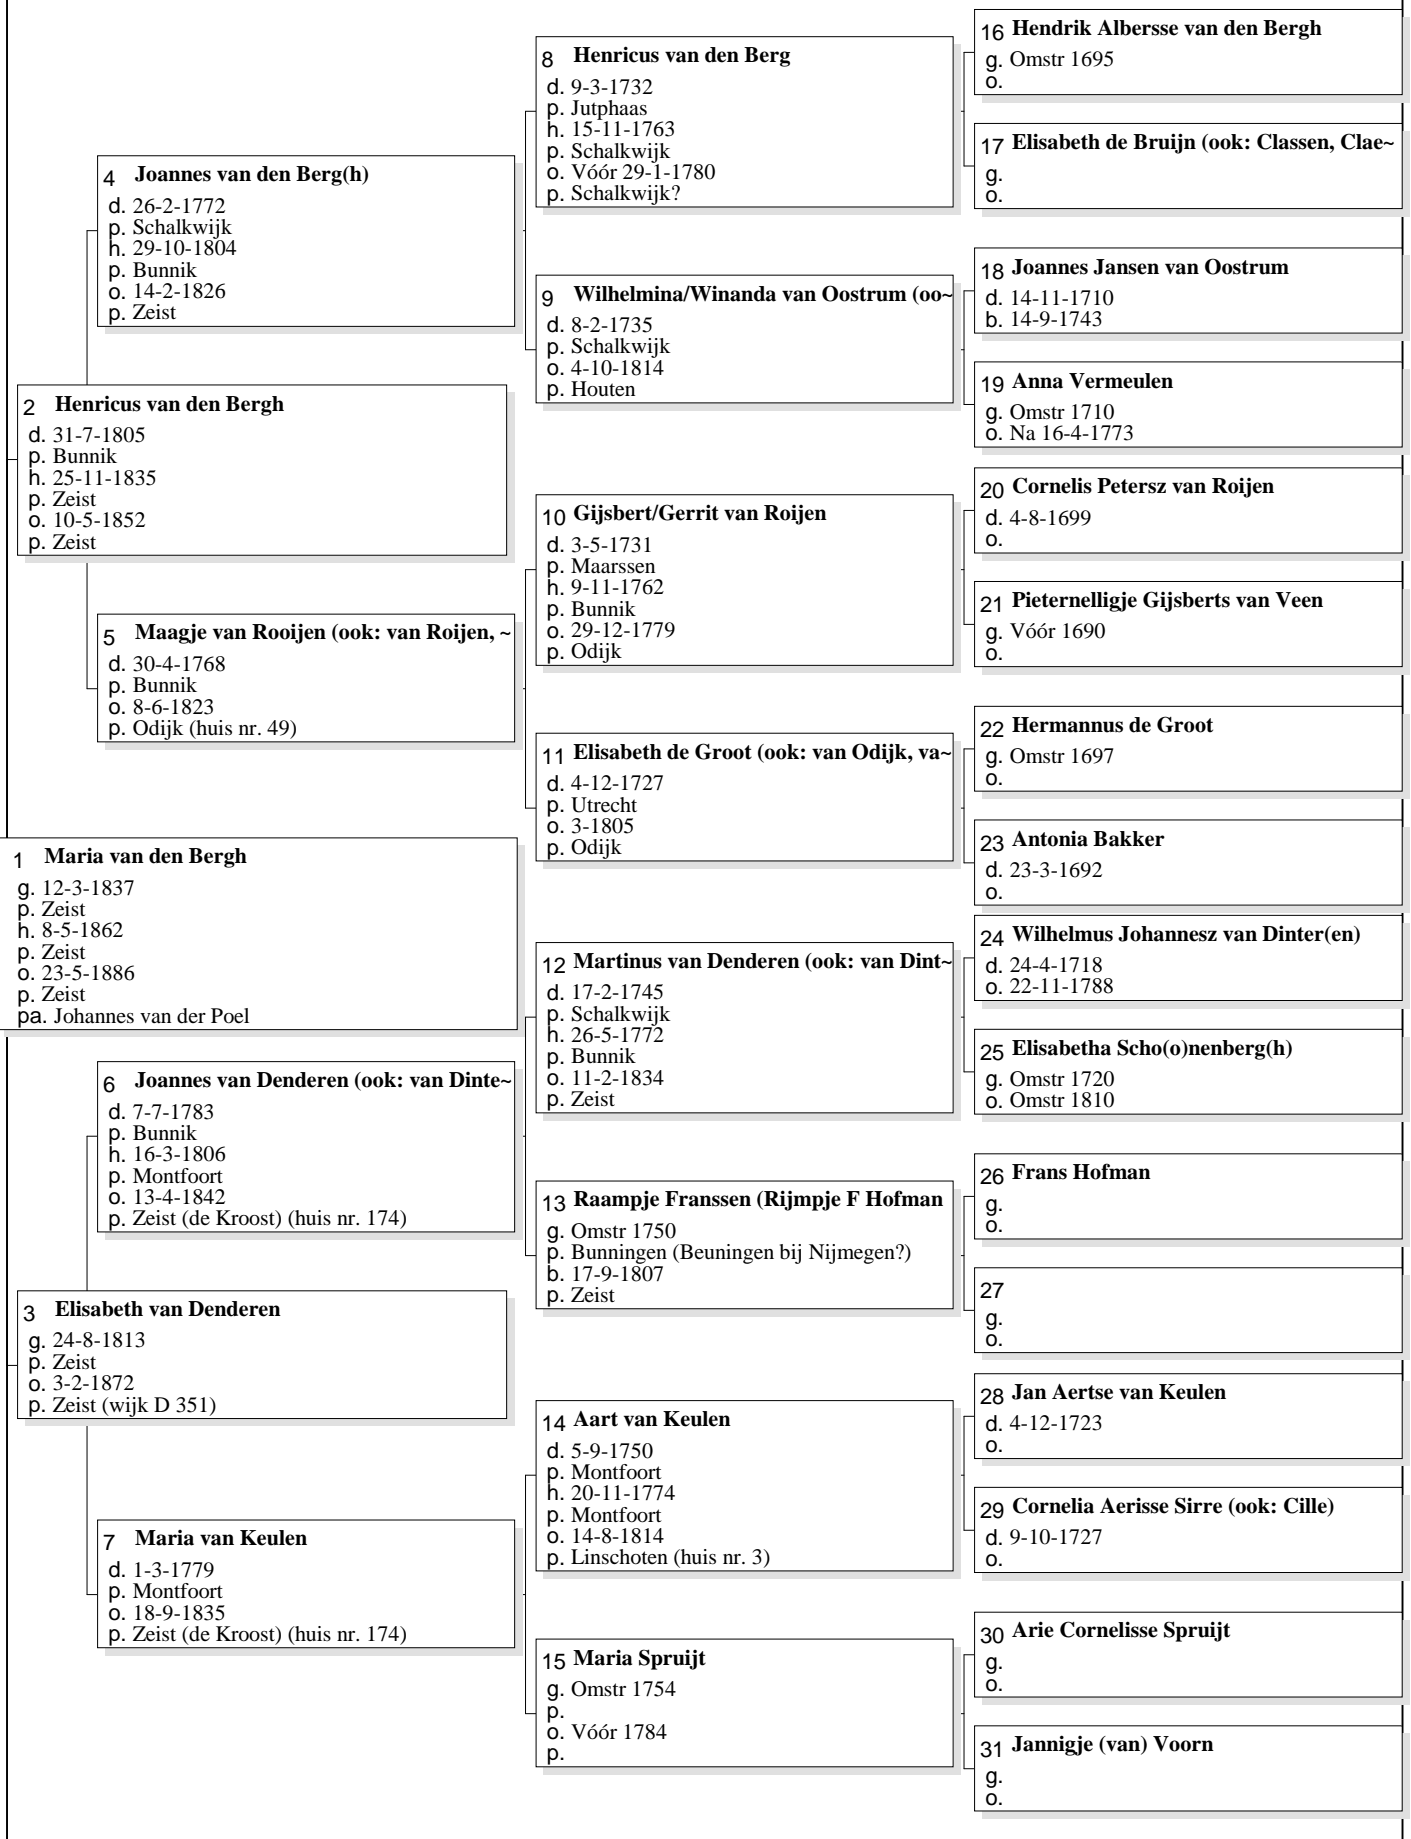 1 Maria van den Bergh
g. 12-3-1837
p. Zeist
h. 8-5-1862
p. Zeist
o. 23-5-1886
p. Zeist
pa. Johannes van der Poel
2 Henricus van den Bergh
d. 31-7-1805
p. Bunnik
h. 25-11-1835
p. Zeist
o. 10-5-1852
p. Zeist
3 Elisabeth van Denderen
g. 24-8-1813
p. Zeist
o. 3-2-1872
p. Zeist (wijk D 351)
4 Joannes van den Berg(h)
d. 26-2-1772
p. Schalkwijk
h. 29-10-1804
p. Bunnik
o. 14-2-1826
p. Zeist
5 Maagje van Rooijen (ook: van Roijen, ~
d. 30-4-1768
p. Bunnik
o. 8-6-1823
p. Odijk (huis nr. 49)
6 Joannes van Denderen (ook: van Dinte~
d. 7-7-1783
p. Bunnik
h. 16-3-1806
p. Montfoort
o. 13-4-1842
p. Zeist (de Kroost) (huis nr. 174)
7 Maria van Keulen
d. 1-3-1779
p. Montfoort
o. 18-9-1835
p. Zeist (de Kroost) (huis nr. 174)
8 Henricus van den Berg
d. 9-3-1732
p. Jutphaas
h. 15-11-1763
p. Schalkwijk
o. Vóór 29-1-1780
p. Schalkwijk?
9 Wilhelmina/Winanda van Oostrum (oo~
d. 8-2-1735
p. Schalkwijk
o. 4-10-1814
p. Houten
10 Gijsbert/Gerrit van Roijen
d. 3-5-1731
p. Maarssen
h. 9-11-1762
p. Bunnik
o. 29-12-1779
p. Odijk
11 Elisabeth de Groot (ook: van Odijk, va~
d. 4-12-1727
p. Utrecht
o. 3-1805
p. Odijk
12 Martinus van Denderen (ook: van Dint~
d. 17-2-1745
p. Schalkwijk
h. 26-5-1772
p. Bunnik
o. 11-2-1834
p. Zeist
13 Raampje Franssen (Rijmpje F Hofman
g. Omstr 1750
p. Bunningen (Beuningen bij Nijmegen?)
b. 17-9-1807
p. Zeist
14 Aart van Keulen
d. 5-9-1750
p. Montfoort
h. 20-11-1774
p. Montfoort
o. 14-8-1814
p. Linschoten (huis nr. 3)
15 Maria Spruijt
g. Omstr 1754
p.
o. Vóór 1784
p.
16 Hendrik Albersse van den Bergh
g. Omstr 1695
o.
17 Elisabeth de Bruijn (ook: Classen, Clae~
g.
o.
18 Joannes Jansen van Oostrum
d. 14-11-1710
b. 14-9-1743
19 Anna Vermeulen
g. Omstr 1710
o. Na 16-4-1773
20 Cornelis Petersz van Roijen
d. 4-8-1699
o.
21 Pieternelligje Gijsberts van Veen
g. Vóór 1690
o.
22 Hermannus de Groot
g. Omstr 1697
o.
23 Antonia Bakker
d. 23-3-1692
o.
24 Wilhelmus Johannesz van Dinter(en)
d. 24-4-1718
o. 22-11-1788
25 Elisabetha Scho(o)nenberg(h)
g. Omstr 1720
o. Omstr 1810
26 Frans Hofman
g.
o.
27
g.
o.
28 Jan Aertse van Keulen
d. 4-12-1723
o.
29 Cornelia Aerisse Sirre (ook: Cille)
d. 9-10-1727
o.
30 Arie Cornelisse Spruijt
g.
o.
31 Jannigje (van) Voorn
g.
o.